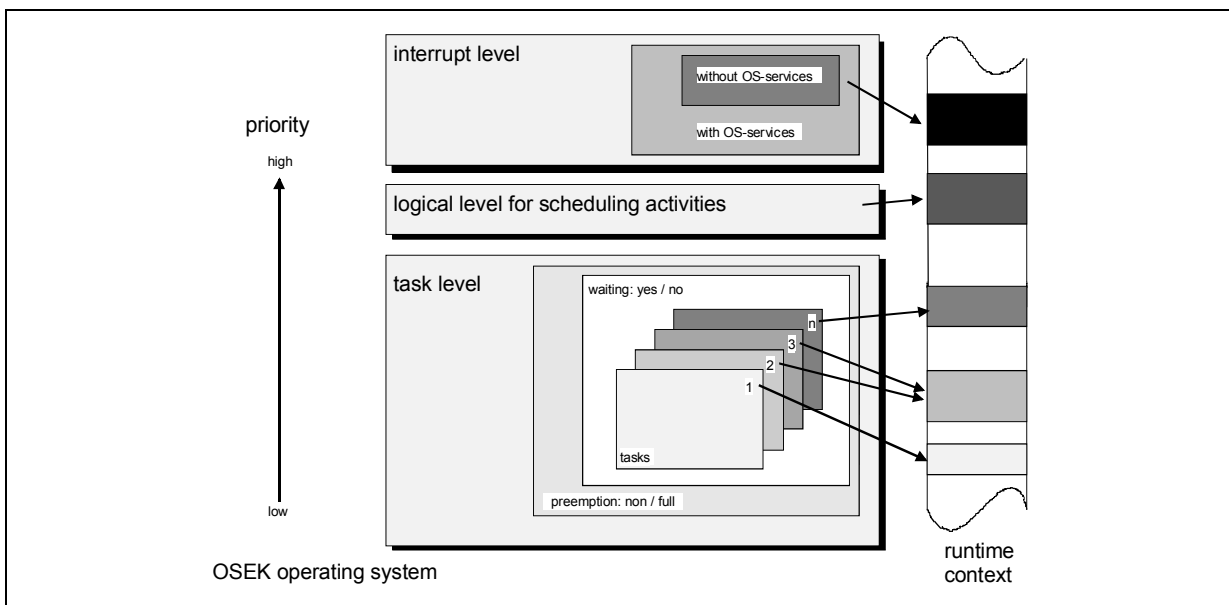 interrupt level
without OS-services
with OS-services
priority
high
logical level for scheduling activities
task level
waiting: yes / no
n
3
2
1
tasks
preemption: non / full
low
OSEK operating system
runtime
context